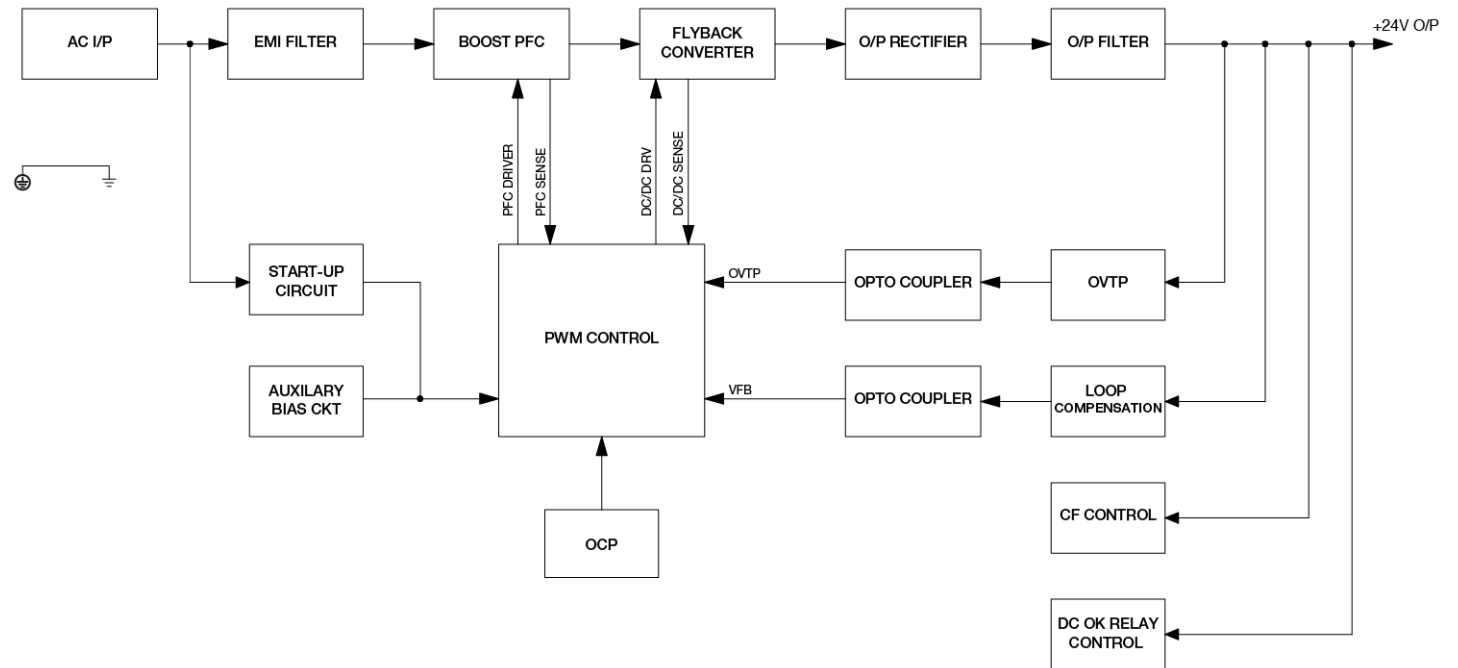 AC I/P
EMI FILTER
BOOST PFC
FLYBACK
CONVERTER
O/P RECTIFIER
O/P FILTER
+24V O/P
PFC DRIVER
PFC SENSE
DC/DC DRV
DC/DC SENSE
START-UP
CIRCUIT
PWM CONTROL
OVTP
OPTO COUPLER
OVTP
AUXILARY
BIAS CKT
VFB
OPTO COUPLER
LOOP
COMPENSATION
OCP
CF CONTROL
DC OK RELAY
CONTROL